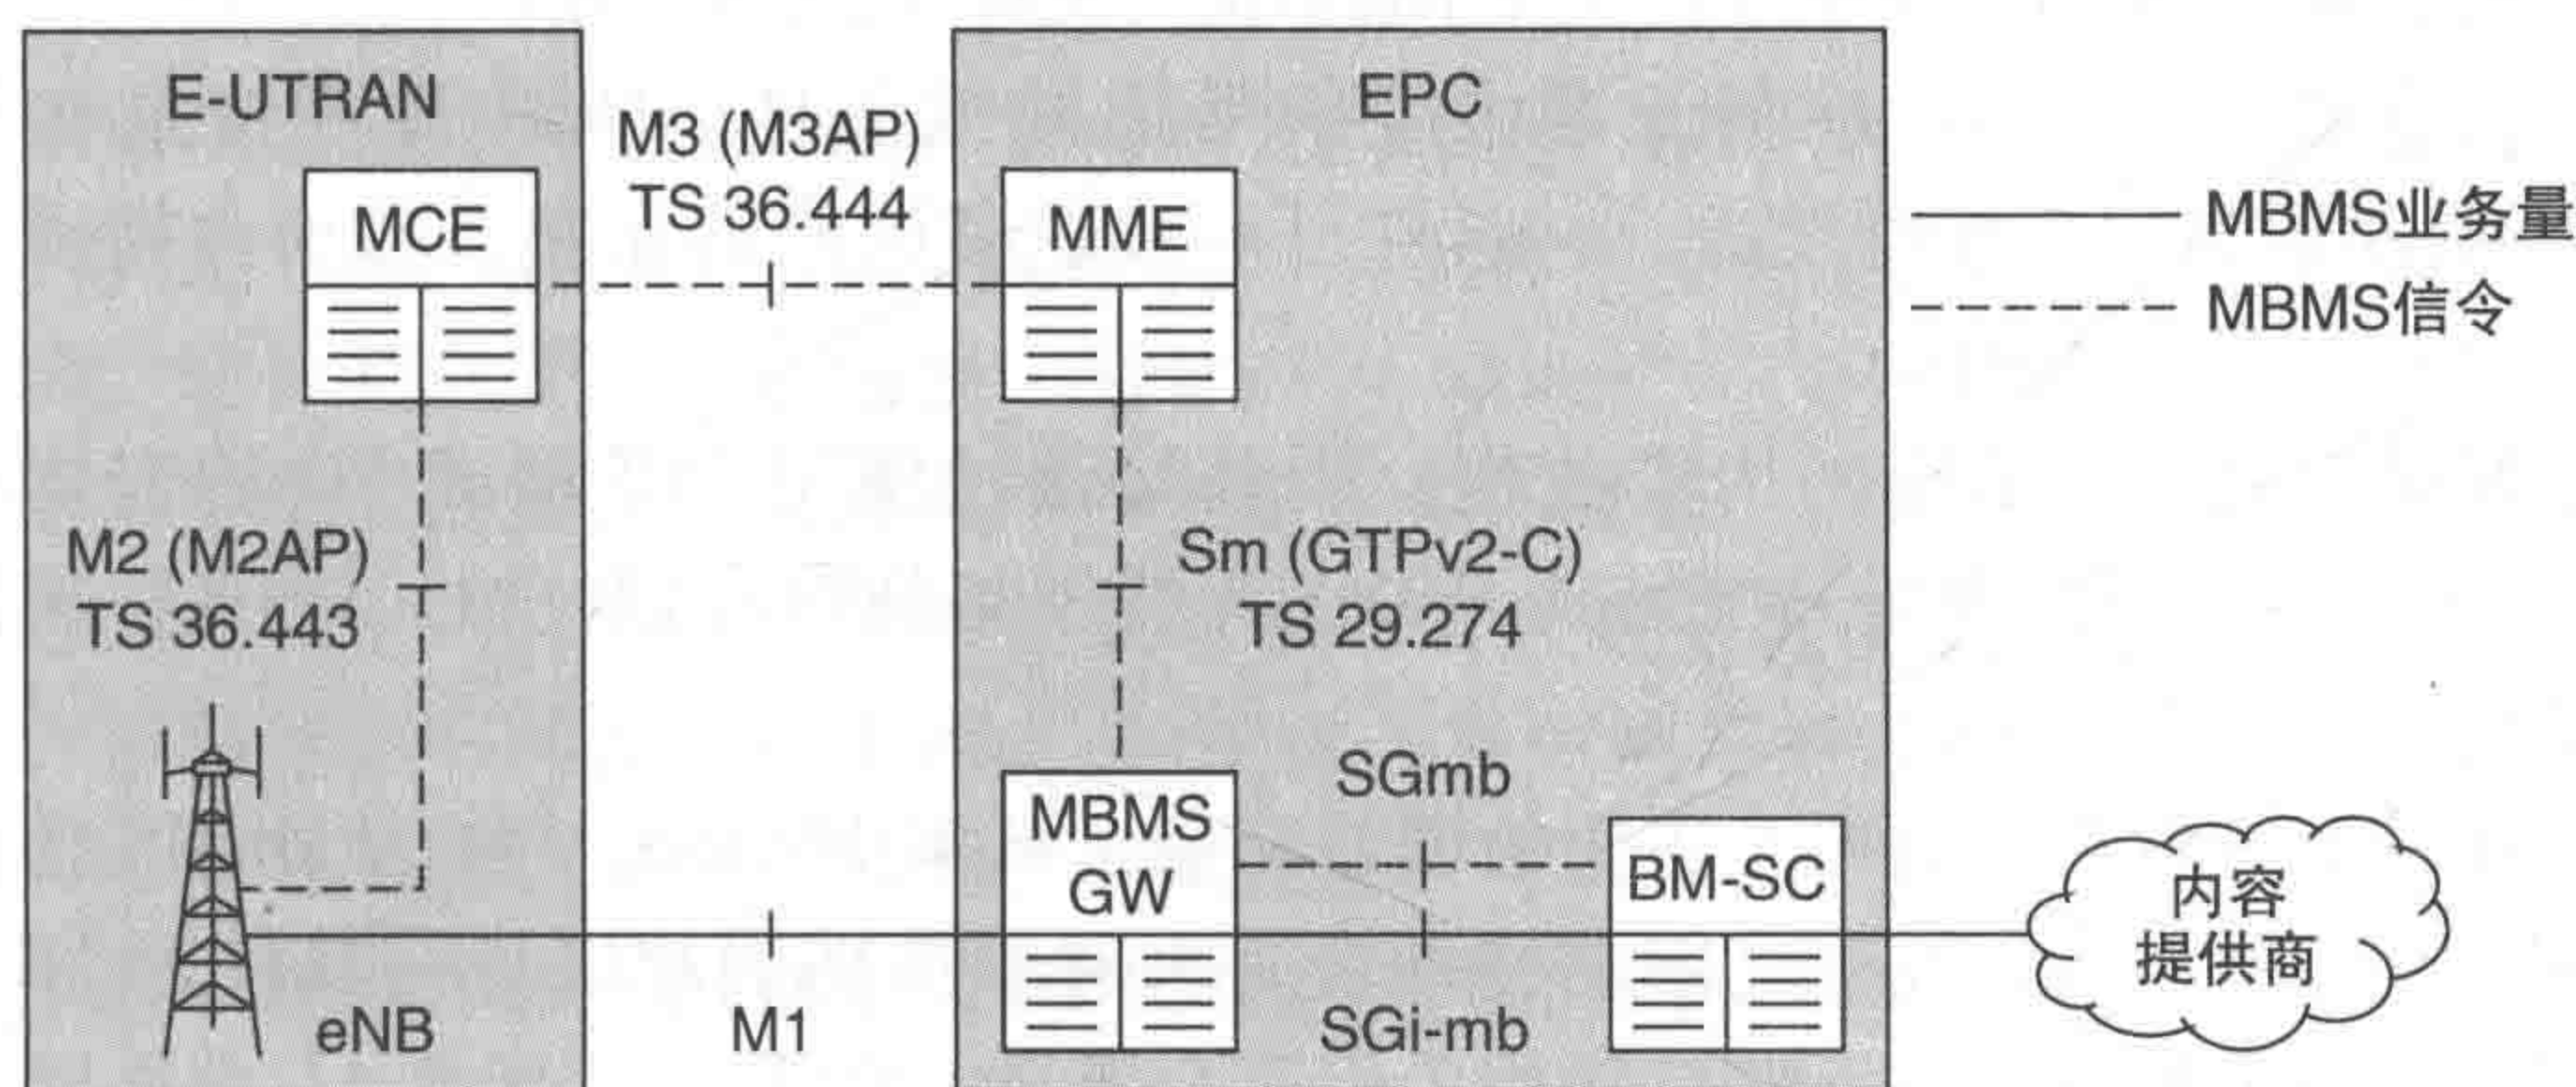 E-UTRAN
EPC
M3 (M3AP)
TS 36.444
MCE
MME
MBMS业务量
MBMS信令
M2 (M2AP)
TS 36.443
Sm (GTPv2-C)
TS 29.274
SGmb
MBMS
GW
BM-SC
内容
提供商
eNB
M1
SGi-mb